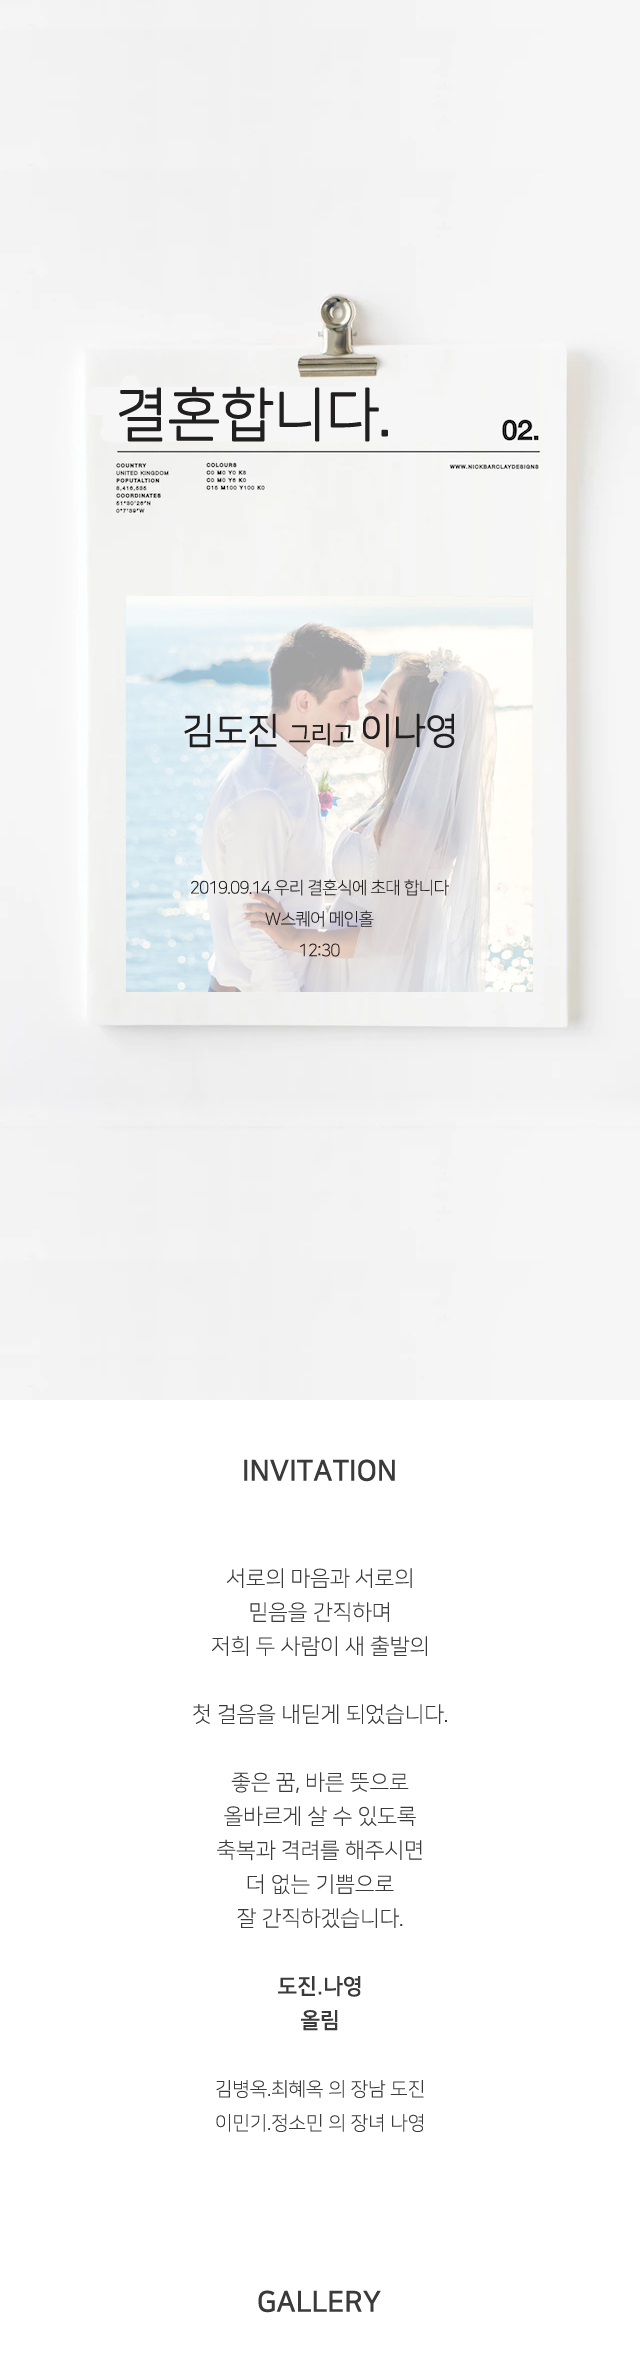 결혼합니다.
02.
COUNTRY
UNITED KINGDOM
POPUTALTION
8,416,535
COORDINATES
51°30'26"N
0°7'39"W
COLOURS
C0 M0 Y0 K5
C0 M0 Y6 K0
C15 M100 Y100 K0
WWW.NICKBARCLAYDESIGNS
김도진 그리고 이나영
2019.09.14 우리 결혼식에 초대 합니다
W스퀘어 메인홀
12:30
INVITATION
서로의 마음과 서로의
믿음을 간직하며
저희 두 사람이 새 출발의
첫 걸음을 내딛게 되었습니다.
좋은 꿈, 바른 뜻으로
올바르게 살 수 있도록
축복과 격려를 해주시면
더 없는 기쁨으로
잘 간직하겠습니다.
도진.나영
올림
김병옥.최혜옥 의 장남 도진
이민기.정소민 의 장녀 나영
GALLERY